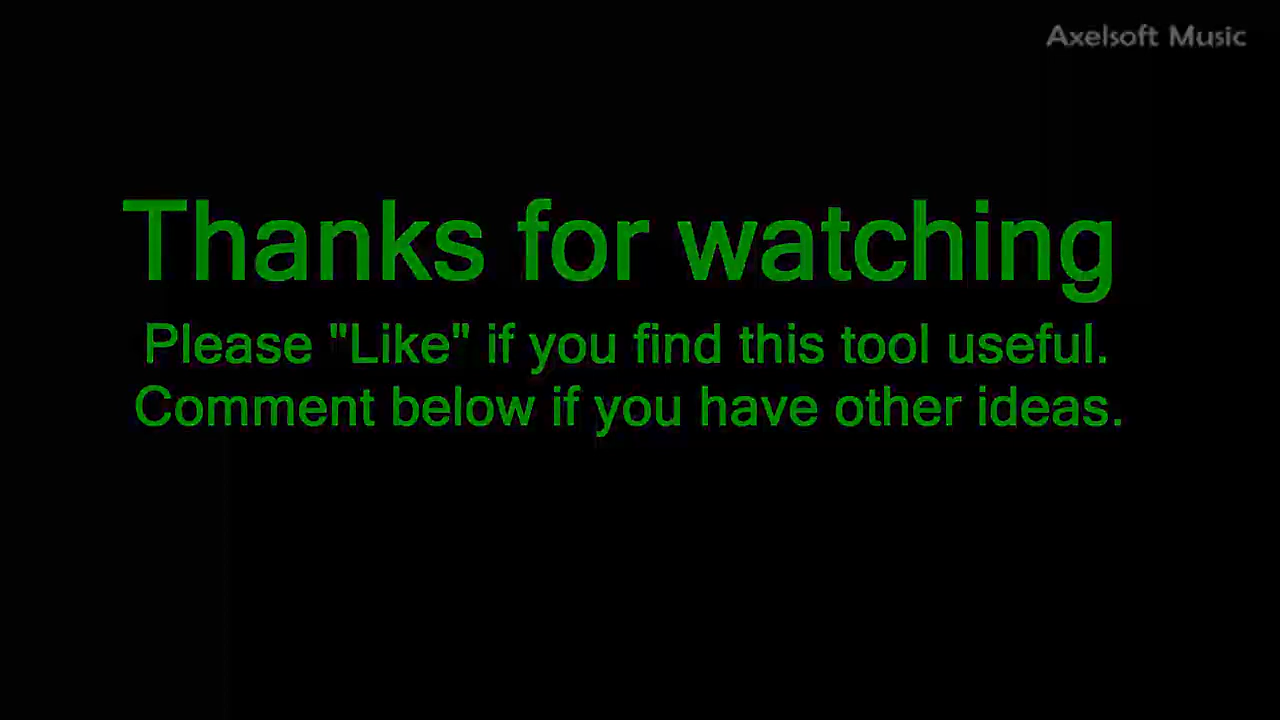 Axelsoft Music
Thanks for watching
Please "Like" if you find this tool useful.
Comment below if you have other ideas.